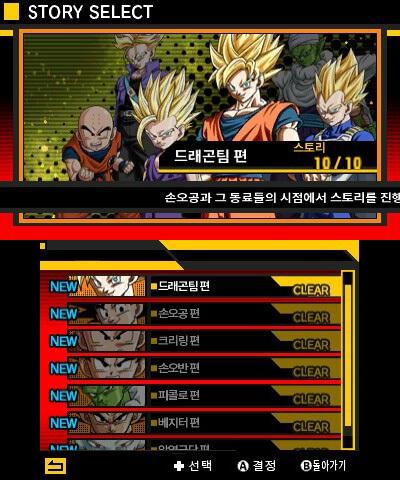 STORY SELECT
드래곤팀 편
스토리
10/10
손오공과 그 동료들의 시점에서 스토리를 진행
NEW 드래곤팀 편 CLEAR
NEW 손오공 편 CLEAR
NEW 크리링 편 CLEAR
NEW 손오반 편 CLEAR
NEW 피콜로 편 CLEAR
NEW 베지터 편 CLEAR
선택 A 결정 B 돌아가기